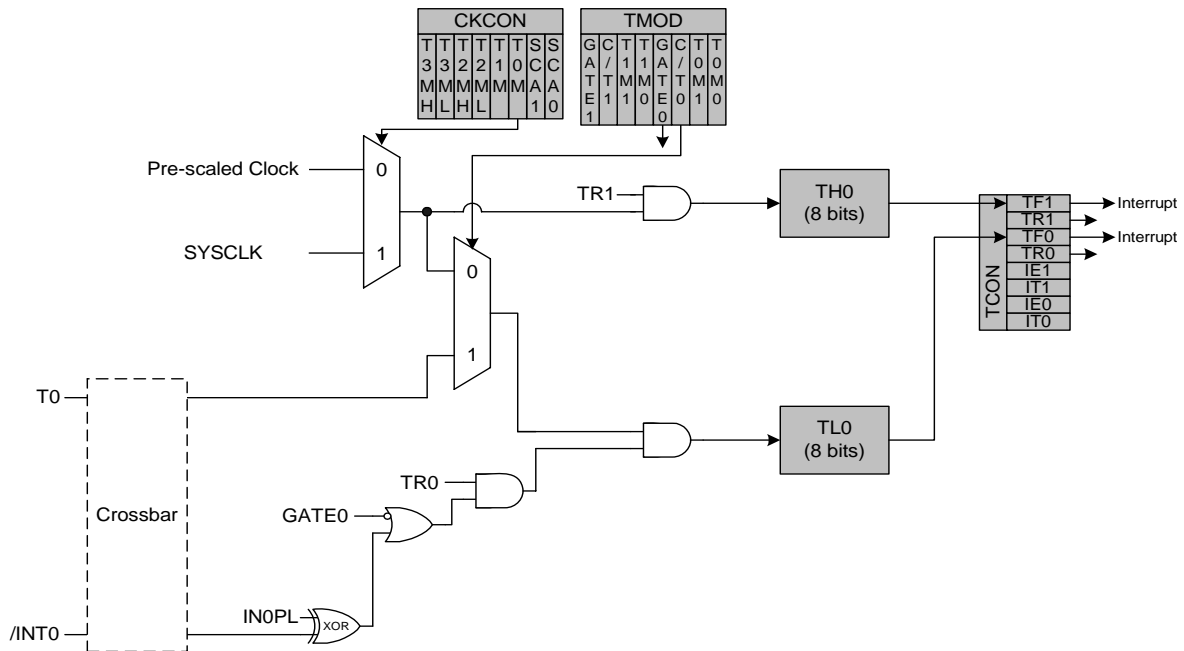 CKCON
T3MH
T3ML
T2MH
T2ML
T1M
T0M
SCA1
SCA0
TMOD
GATE1
C/T1
T1M1
T1M0
GATE0
C/T0
T0M1
T0M0
Pre-scaled Clock
0
SYSCLK
1
TR1
TH0
(8 bits)
TCON
TF1
TR1
TF0
TR0
IE1
IT1
IE0
IT0
Interrupt
Interrupt
0
1
T0
Crossbar
TL0
(8 bits)
TR0
GATE0
IN0PL
XOR
/INT0